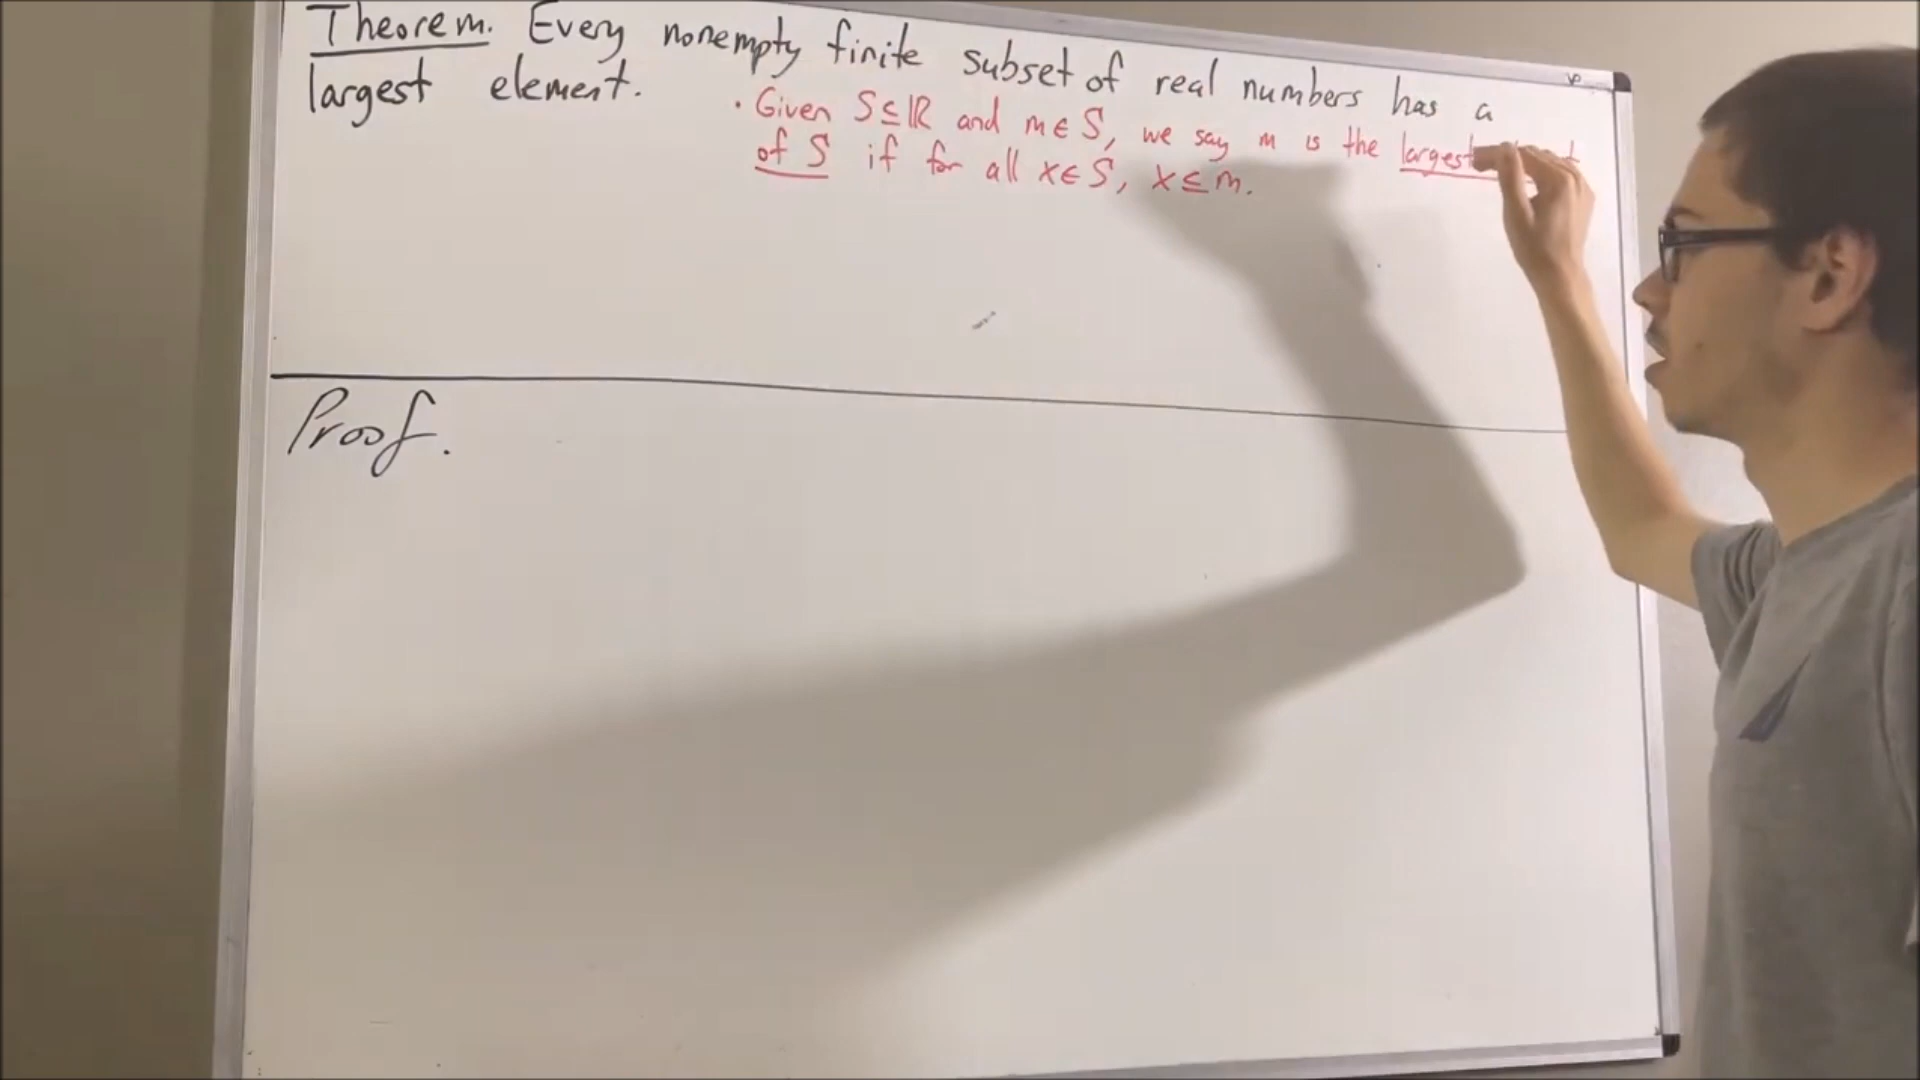 Theorem. Every nonempty finite subset of real numbers has a
largest element.
• Given S ⊆ ℝ and m ∈ S, we say m is the largest
of S if for all x ∈ S, x ≤ m.
Proof.